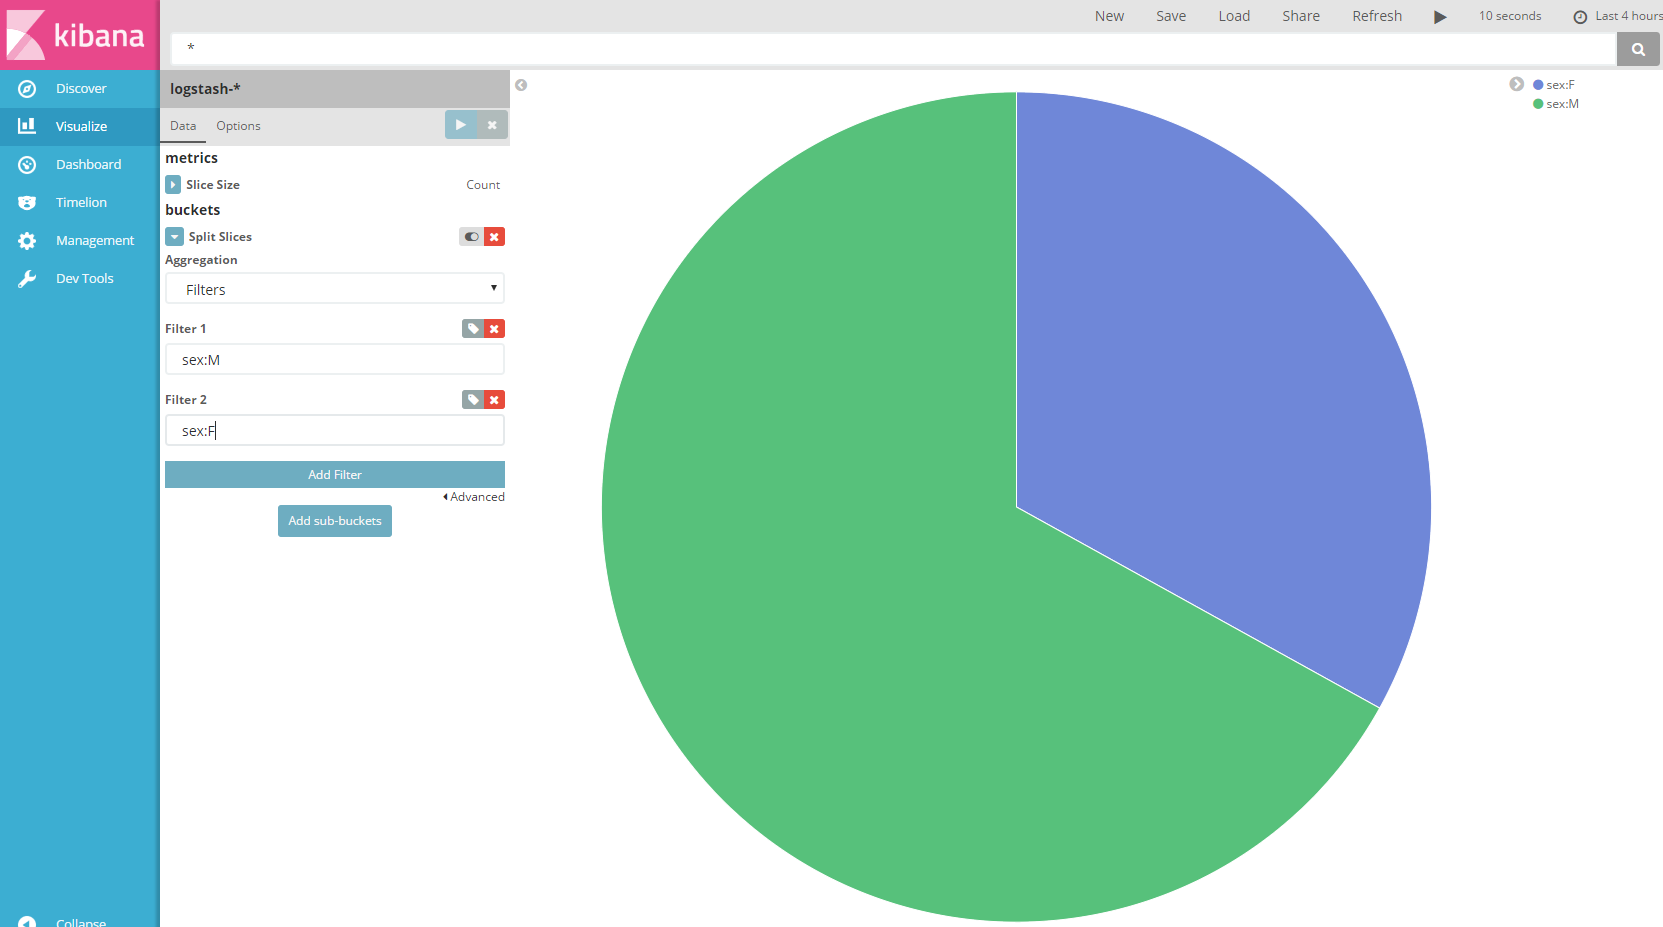 kibana
New Save Load Share Refresh 10 seconds Last 4 hours
*
Discover
Visualize
Dashboard
Timelion
Management
Dev Tools
Collapse
logstash-*
Data Options
metrics
Slice Size Count
buckets
Split Slices
Aggregation
Filters
Filter 1
sex:M
Filter 2
sex:F
Add Filter
Advanced
Add sub-buckets
sex:F
sex:M